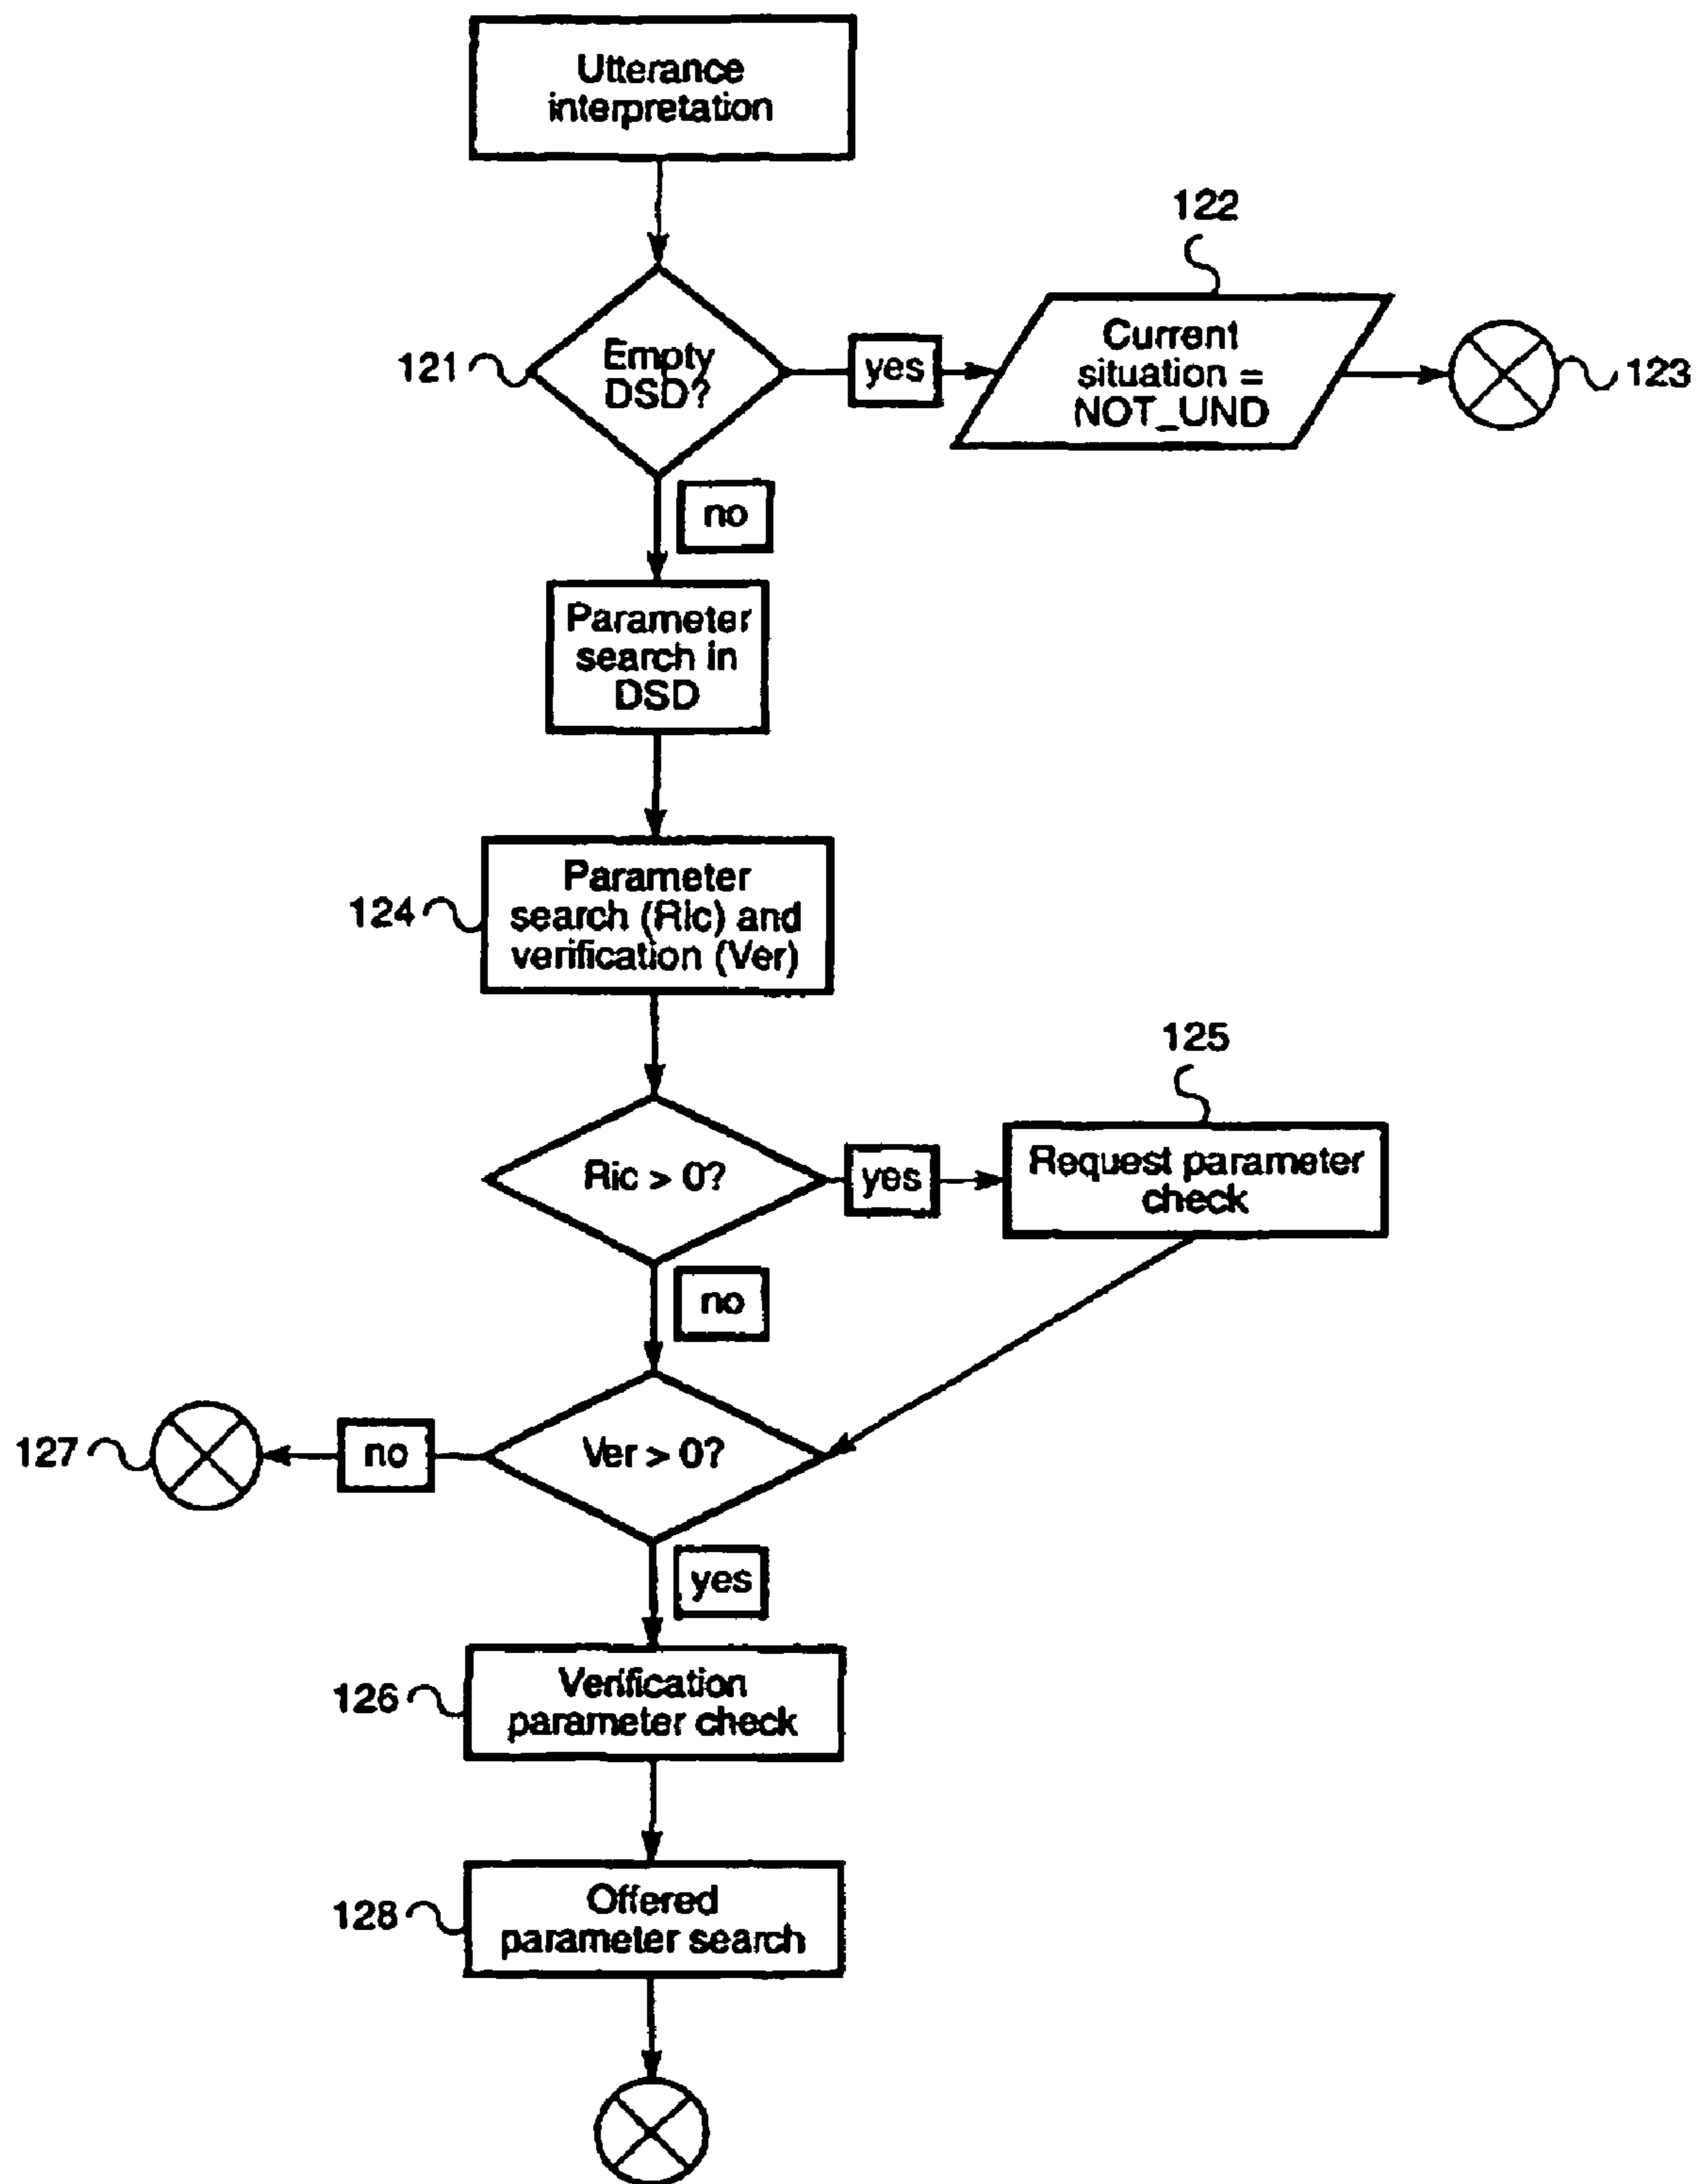 Utterance
interpretation
122
121
Empty
DSD?
yes
Current
situation =
NOT_UND
123
no
Parameter
search in
DSD
124
Parameter
search (Ric) and
verification (Ver)
125
Ric > 0?
yes
Request parameter
check
no
127
no
Ver > 0?
yes
126
Verification
parameter check
128
Offered
parameter search